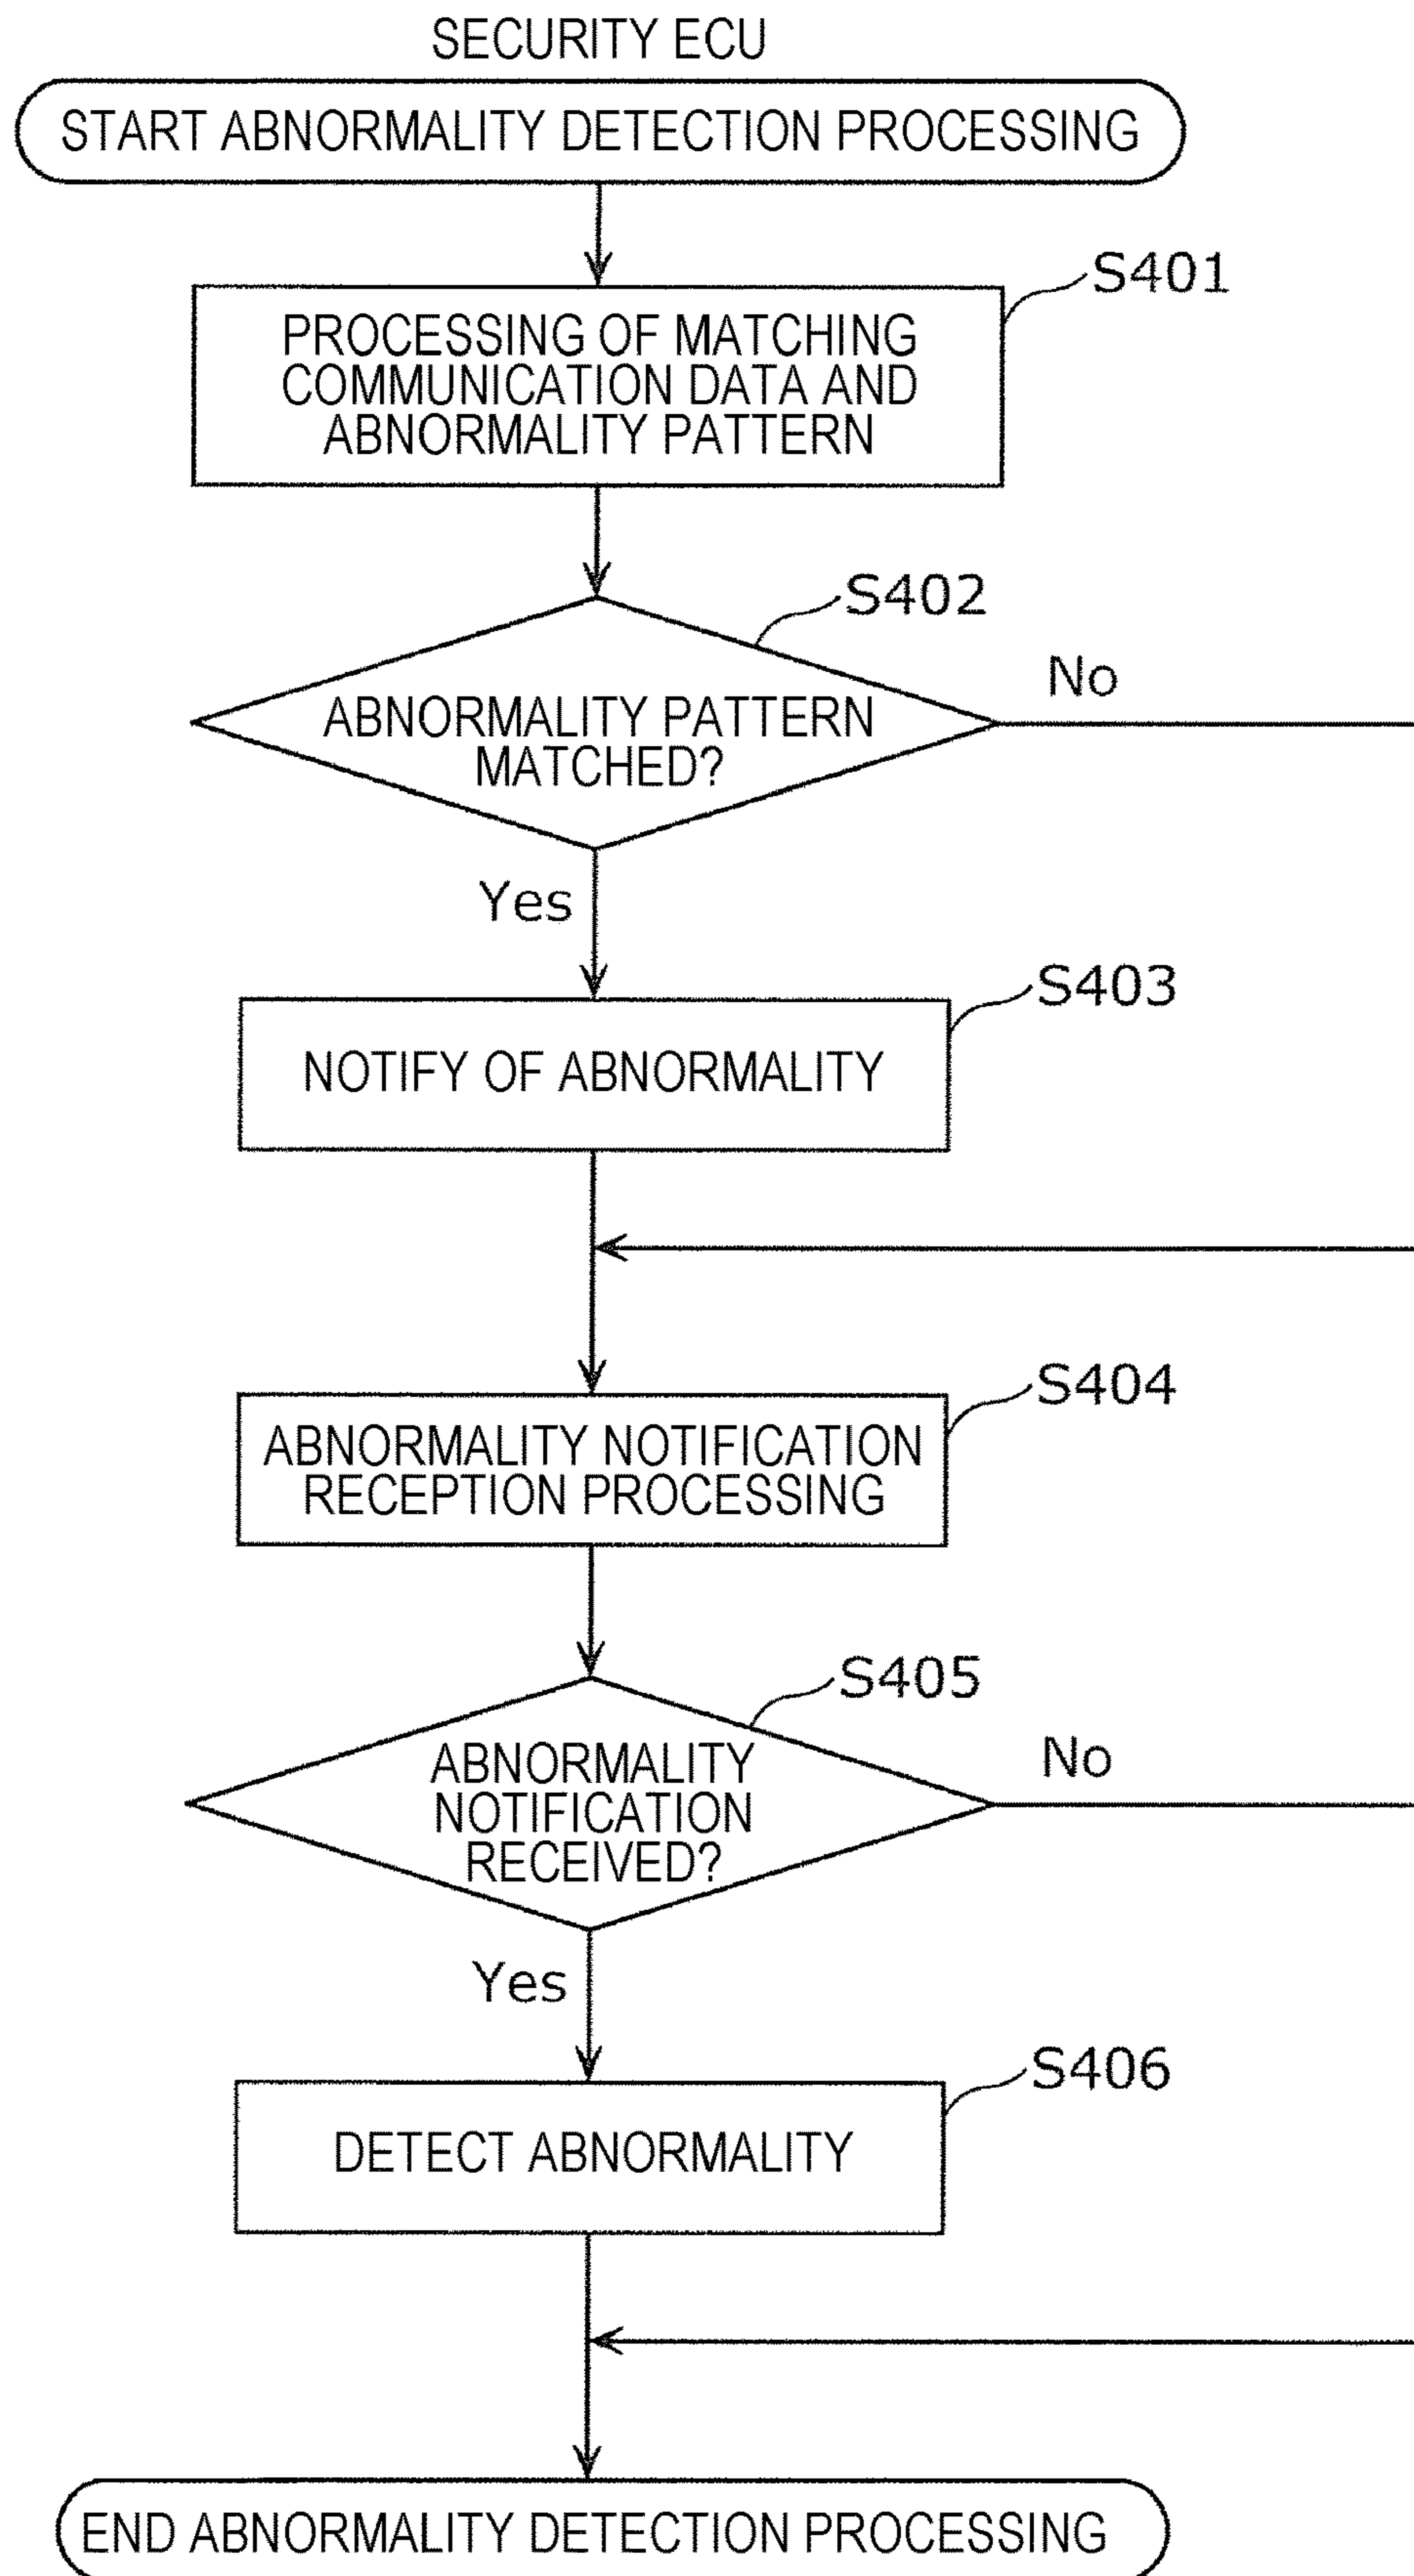 SECURITY ECU
START ABNORMALITY DETECTION PROCESSING
S401
PROCESSING OF MATCHING
COMMUNICATION DATA AND
ABNORMALITY PATTERN
S402
No
ABNORMALITY PATTERN
MATCHED?
Yes
S403
NOTIFY OF ABNORMALITY
S404
ABNORMALITY NOTIFICATION
RECEPTION PROCESSING
S405
No
ABNORMALITY
NOTIFICATION
RECEIVED?
Yes
S406
DETECT ABNORMALITY
END ABNORMALITY DETECTION PROCESSING